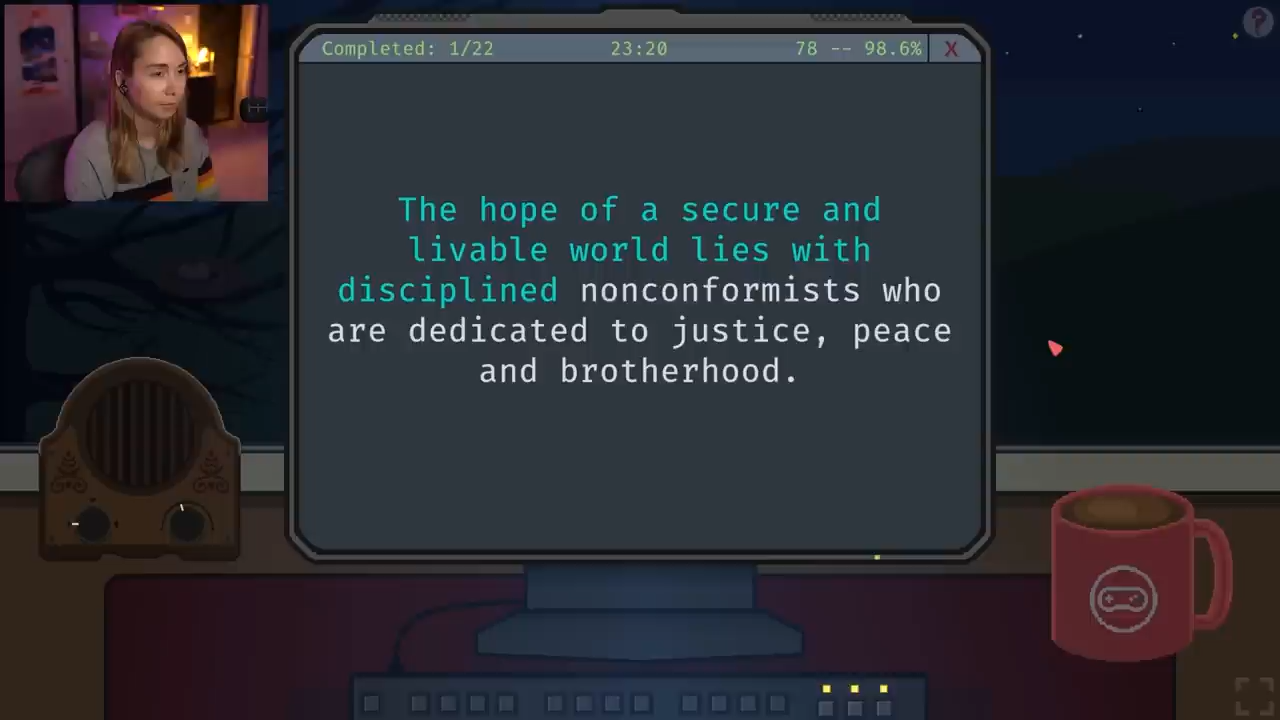 Completed: 1/22 23:20 78 -- 98.6% X
The hope of a secure and
livable world lies with
disciplined nonconformists who
are dedicated to justice, peace
and brotherhood.